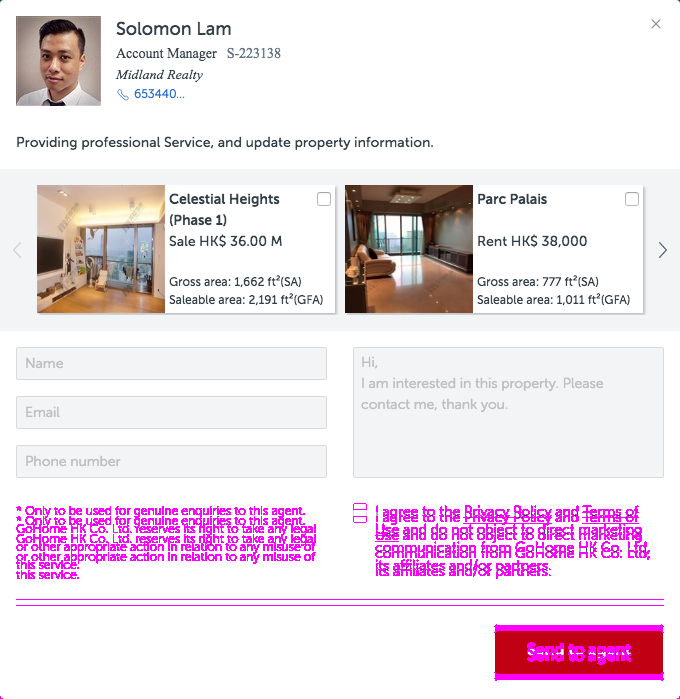 Solomon Lam
Account Manager S-223138
Midland Realty
653440...
Providing professional Service, and update property information.
Celestial Heights
(Phase 1)
Sale HK$ 36.00 M
Gross area: 1,662 ft²(SA)
Saleable area: 2,191 ft²(GFA)
Parc Palais
Rent HK$ 38,000
Gross area: 777 ft²(SA)
Saleable area: 1,011 ft²(GFA)
Name
Email
Phone number
Hi,
I am interested in this property. Please
contact me, thank you.
* Only to be used for genuine enquiries to this agent.
GoHome HK Co. Ltd. reserves its right to take any legal
or other appropriate action in relation to any misuse of
this service.
I agree to the Privacy Policy and Terms of
Use and do not object to direct marketing
communication from GoHome HK Co. Ltd,
its affiliates and/or partners.
Send to agent